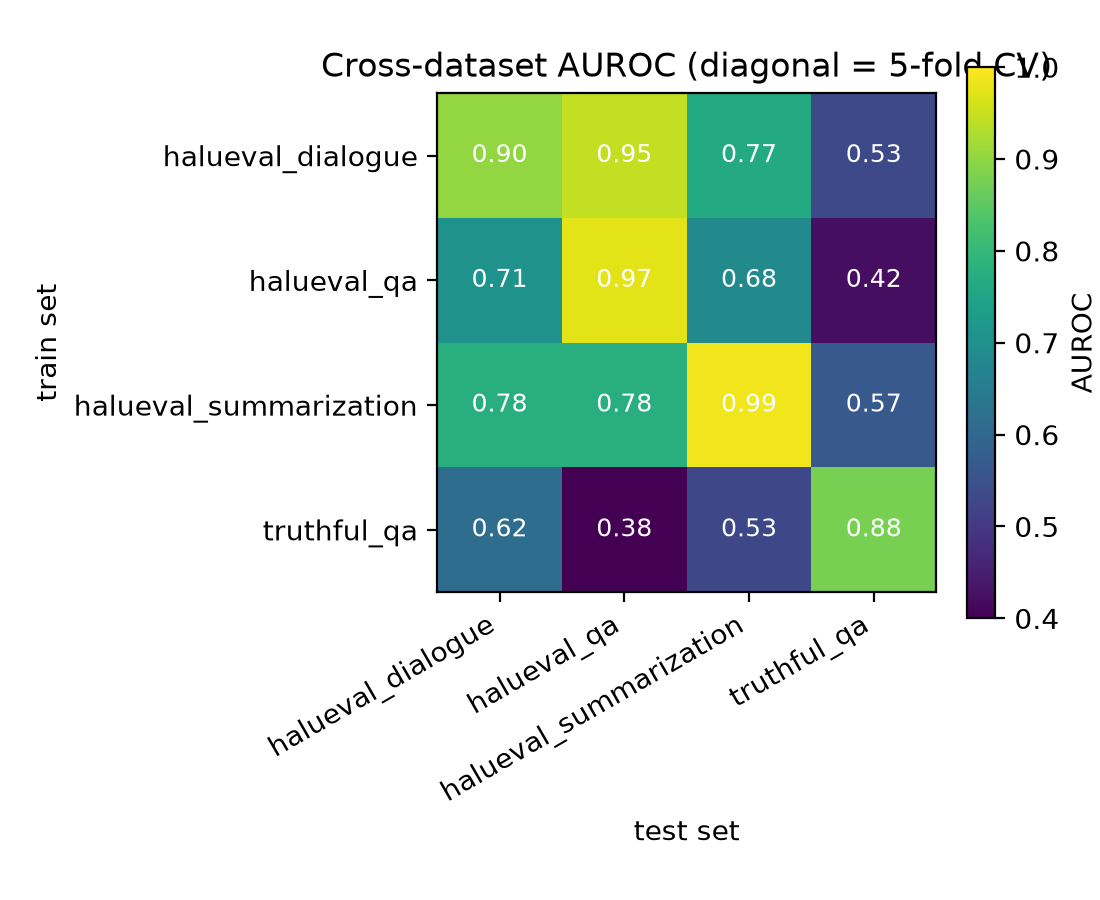 Cross-dataset AUROC (diagonal = 5-fold CV)
halueval_dialogue 0.90 0.95 0.77 0.53
halueval_qa 0.71 0.97 0.68 0.42
halueval_summarization 0.78 0.78 0.99 0.57
truthful_qa 0.62 0.38 0.53 0.88
train set
halueval_dialogue
halueval_qa
halueval_summarization
truthful_qa
test set
1.0
0.9
0.8
0.7
0.6
0.5
0.4
AUROC